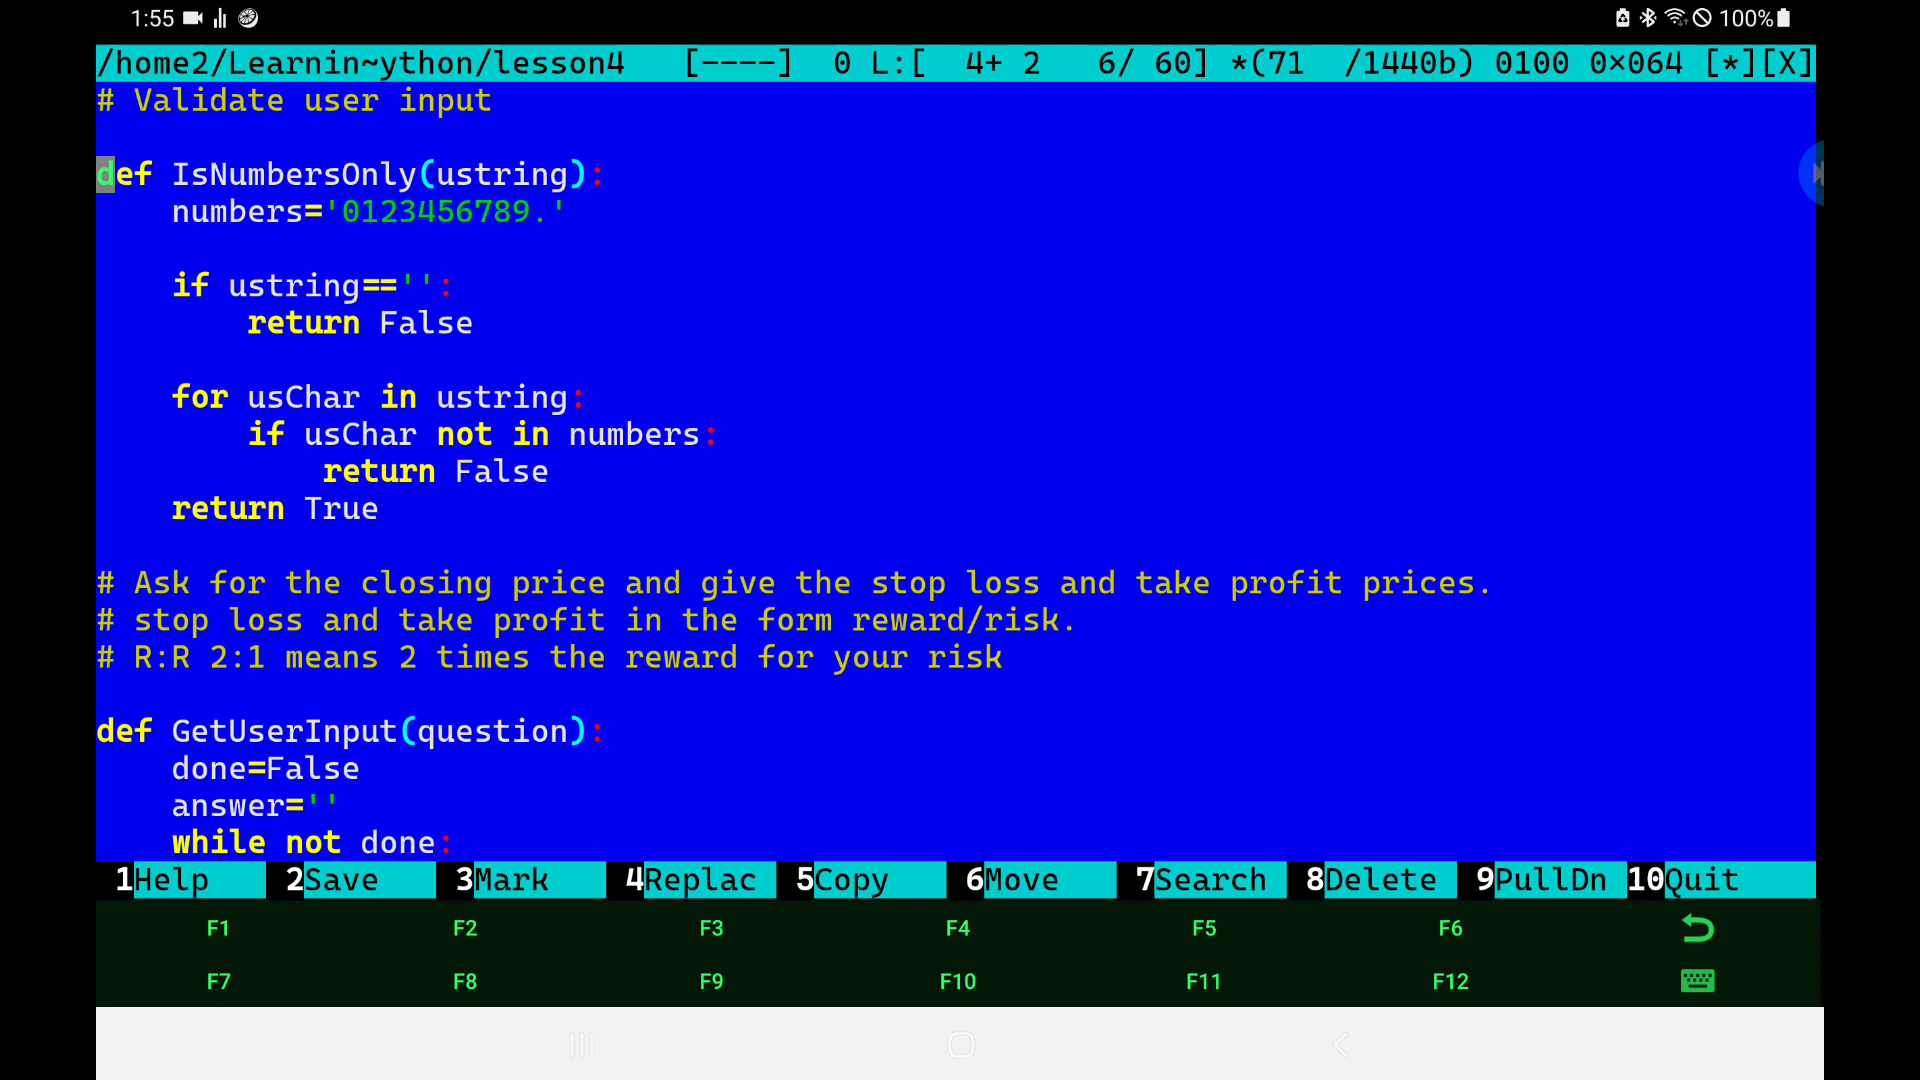 1:55 100%
/home2/Learnin~ython/lesson4 [----] 0 L:[ 4+ 2 6/ 60] *(71 /1440b) 0100 0×064 [*][X]
# Validate user input
def IsNumbersOnly(ustring):
    numbers='0123456789.'
    if ustring=='':
        return False
    for usChar in ustring:
        if usChar not in numbers:
            return False
    return True
# Ask for the closing price and give the stop loss and take profit prices.
# stop loss and take profit in the form reward/risk.
# R:R 2:1 means 2 times the reward for your risk
def GetUserInput(question):
    done=False
    answer=''
    while not done:
1Help 2Save 3Mark 4Replac 5Copy 6Move 7Search 8Delete 9PullDn 10Quit
F1 F2 F3 F4 F5 F6
F7 F8 F9 F10 F11 F12